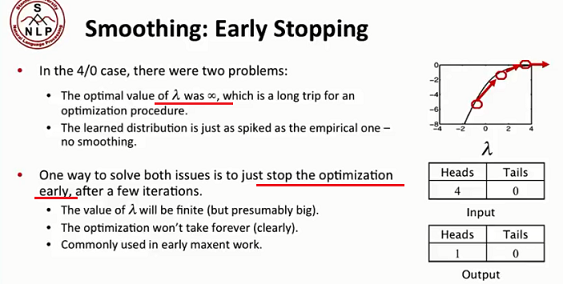 S
NLP
Smoothing: Early Stopping
• In the 4/0 case, there were two problems:
• The optimal value of λ was ∞, which is a long trip for an
optimization procedure.
• The learned distribution is just as spiked as the empirical one –
no smoothing.
• One way to solve both issues is to just stop the optimization
early, after a few iterations.
• The value of λ will be finite (but presumably big).
• The optimization won't take forever (clearly).
• Commonly used in early maxent work.
0
-2
-4
-6
-8
-4 -2 0 2 4
λ
Heads Tails
4 0
Input
Heads Tails
1 0
Output